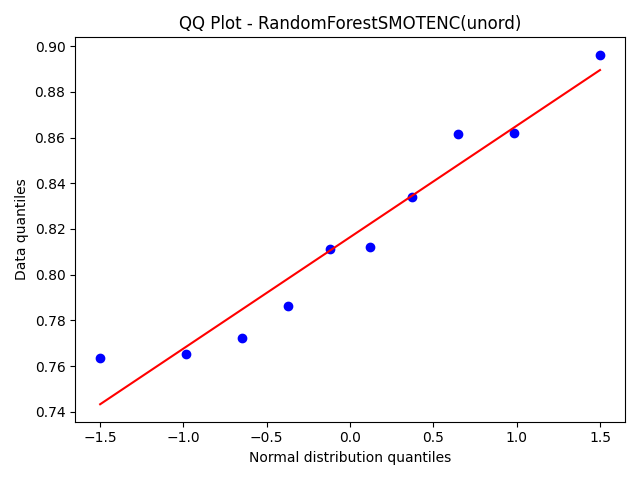 QQ Plot - RandomForestSMOTENC(unord)
0.90
0.88
0.86
0.84
0.82
0.80
0.78
0.76
0.74
Data quantiles
−1.5 −1.0 −0.5 0.0 0.5 1.0 1.5
Normal distribution quantiles